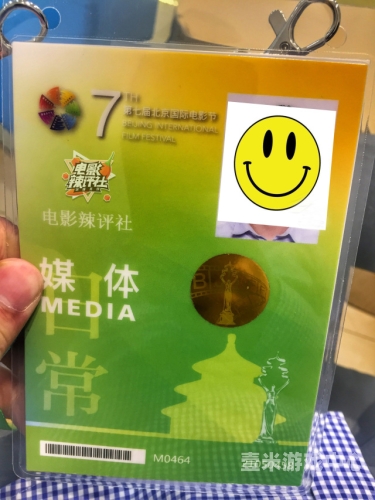 7TH
第七届北京国际电影节
BEIJING INTERNATIONAL
FILM FESTIVAL
电影
辣评社
电影辣评社
媒体
MEDIA
日常
M0464